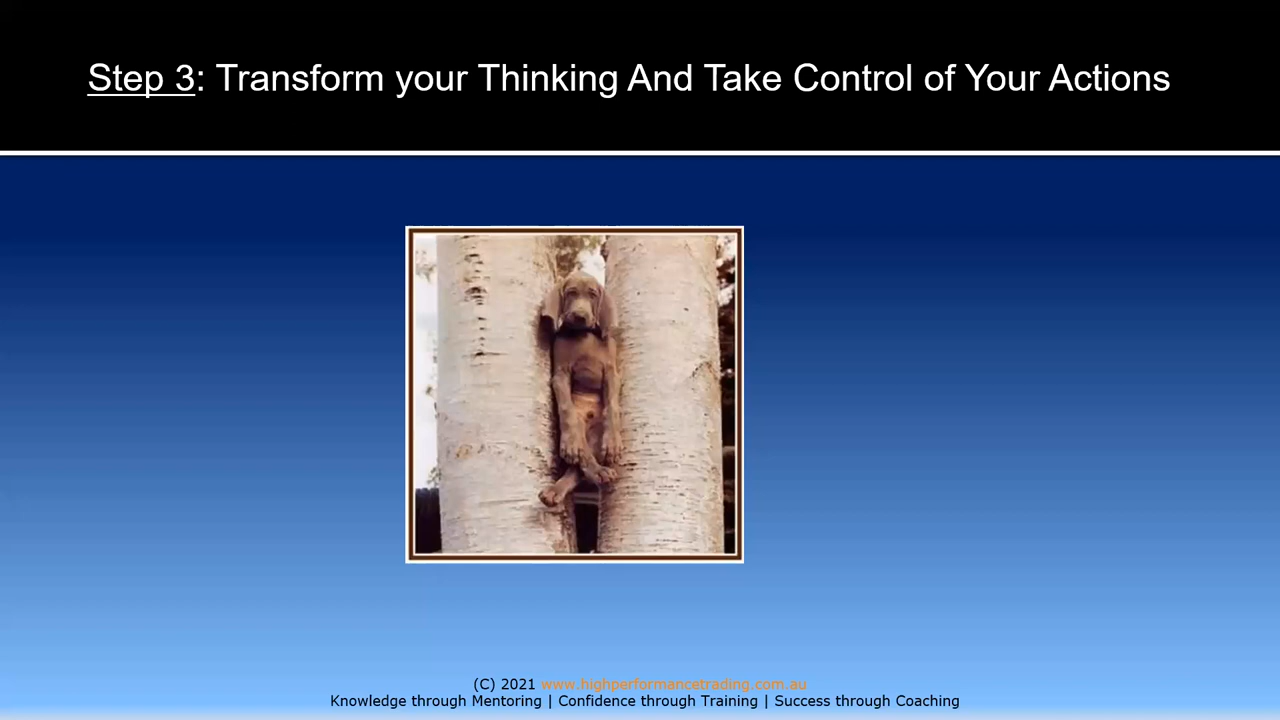 Step 3: Transform your Thinking And Take Control of Your Actions
(C) 2021 www.highperformancetrading.com.au
Knowledge through Mentoring | Confidence through Training | Success through Coaching